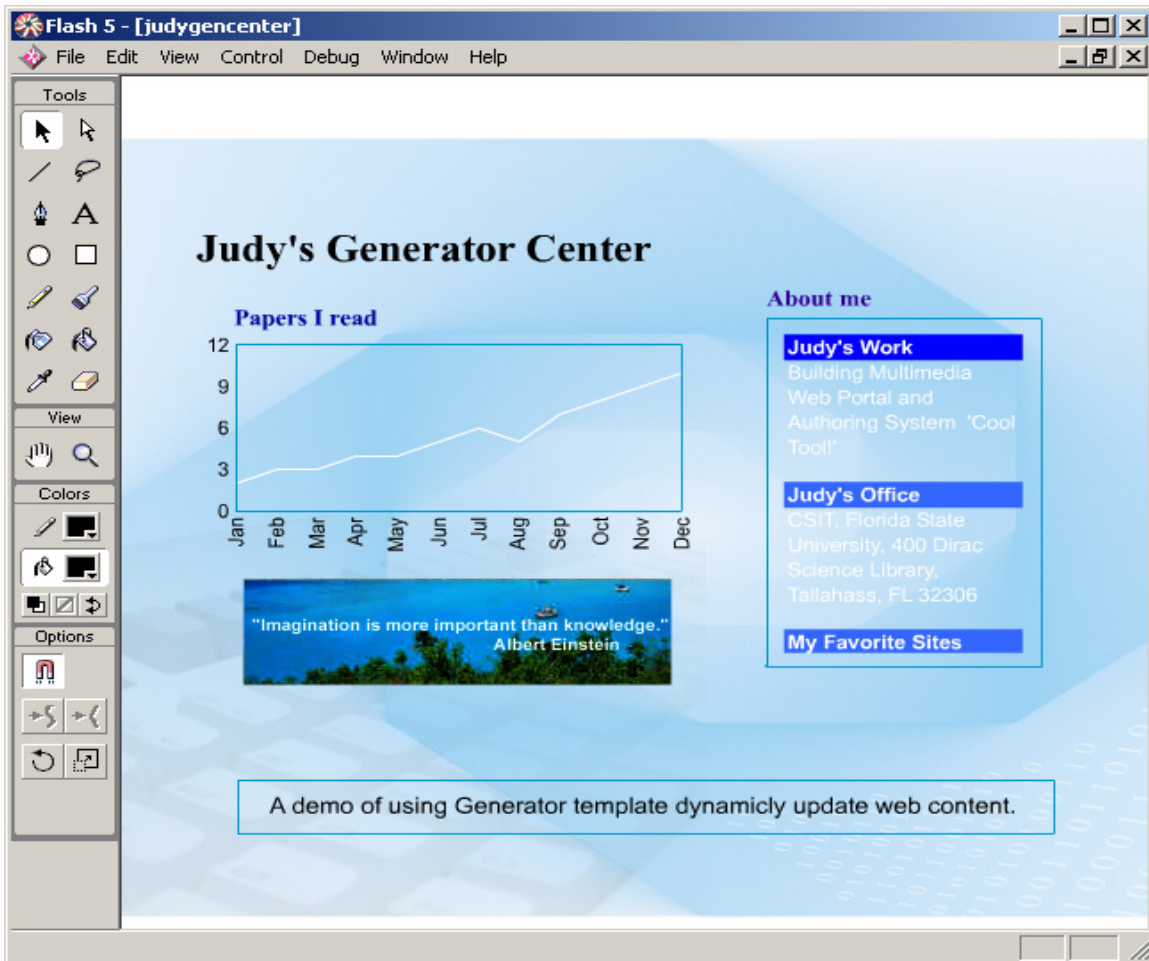 Flash 5 - [judygencenter]
File Edit View Control Debug Window Help
Tools
A
View
Colors
Options
Judy's Generator Center
Papers I read
12
9
6
3
0
Jan Feb Mar Apr May Jun Jul Aug Sep Oct Nov Dec
"Imagination is more important than knowledge."
Albert Einstein
About me
Judy's Work
Building Multimedia
Web Portal and
Authoring System 'Cool
Tool!'
Judy's Office
CSIT, Florida State
University, 400 Dirac
Science Library,
Tallahass, FL 32306
My Favorite Sites
A demo of using Generator template dynamicly update web content.